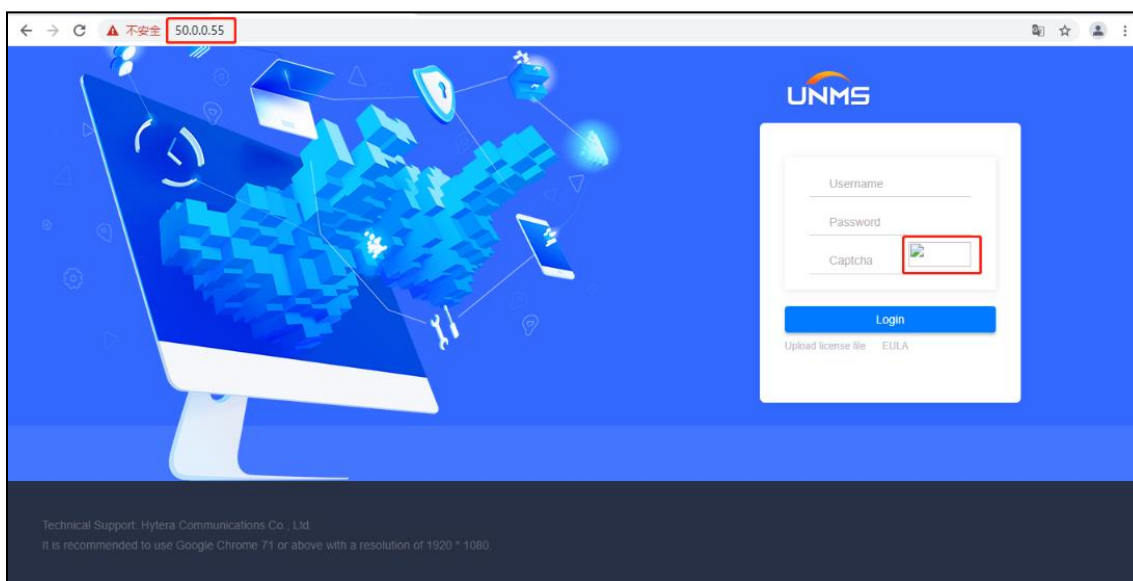 不安全 50.0.0.55
UNMS
Username
Password
Captcha
Login
Upload license file EULA
Technical Support: Hytera Communications Co., Ltd.
It is recommended to use Google Chrome 71 or above with a resolution of 1920 * 1080.